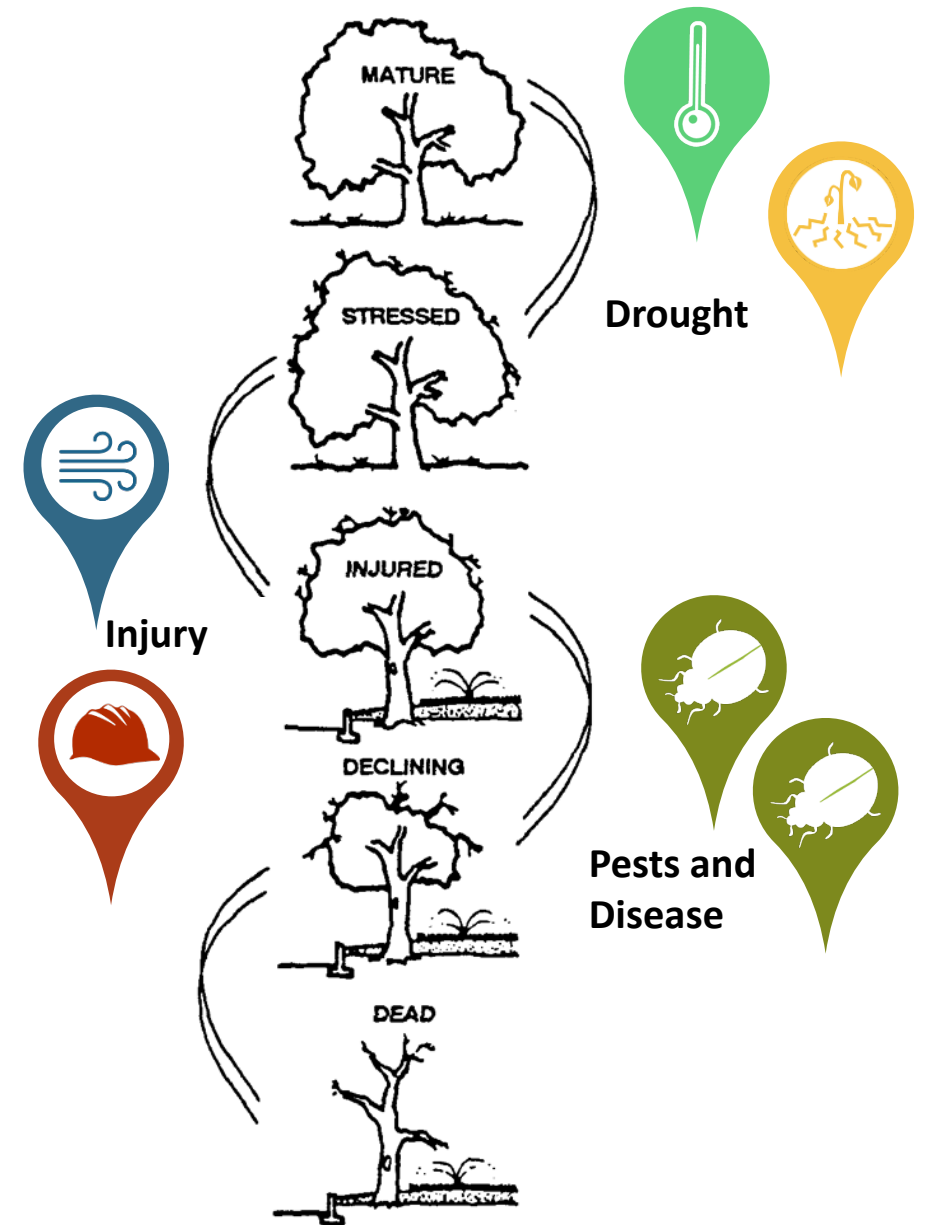 MATURE
STRESSED
Drought
INJURED
Injury
DECLINING
Pests and
Disease
DEAD